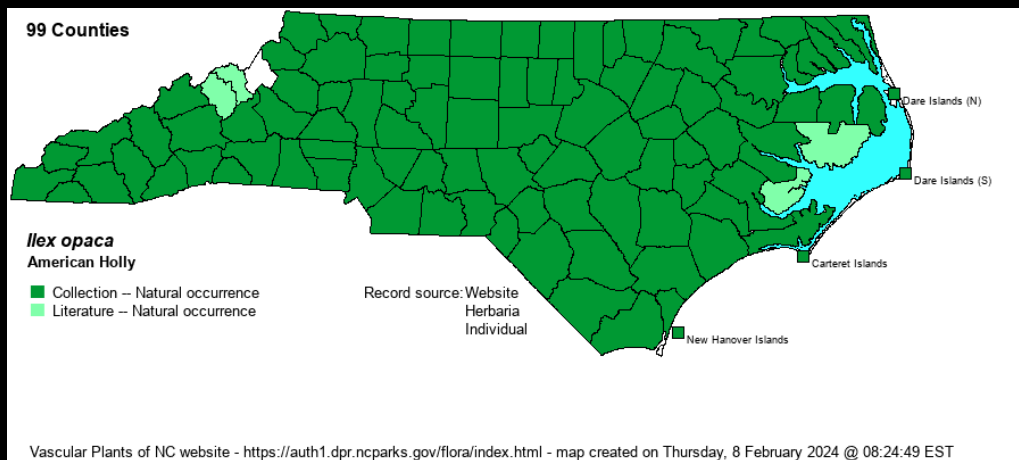 99 Counties
Dare Islands (N)
Dare Islands (S)
Ilex opaca
American Holly
Carteret Islands
Collection -- Natural occurrence
Literature -- Natural occurrence
Record source: Website
Herbaria
Individual
New Hanover Islands
Vascular Plants of NC website - https://auth1.dpr.ncparks.gov/flora/index.html - map created on Thursday, 8 February 2024 @ 08:24:49 EST